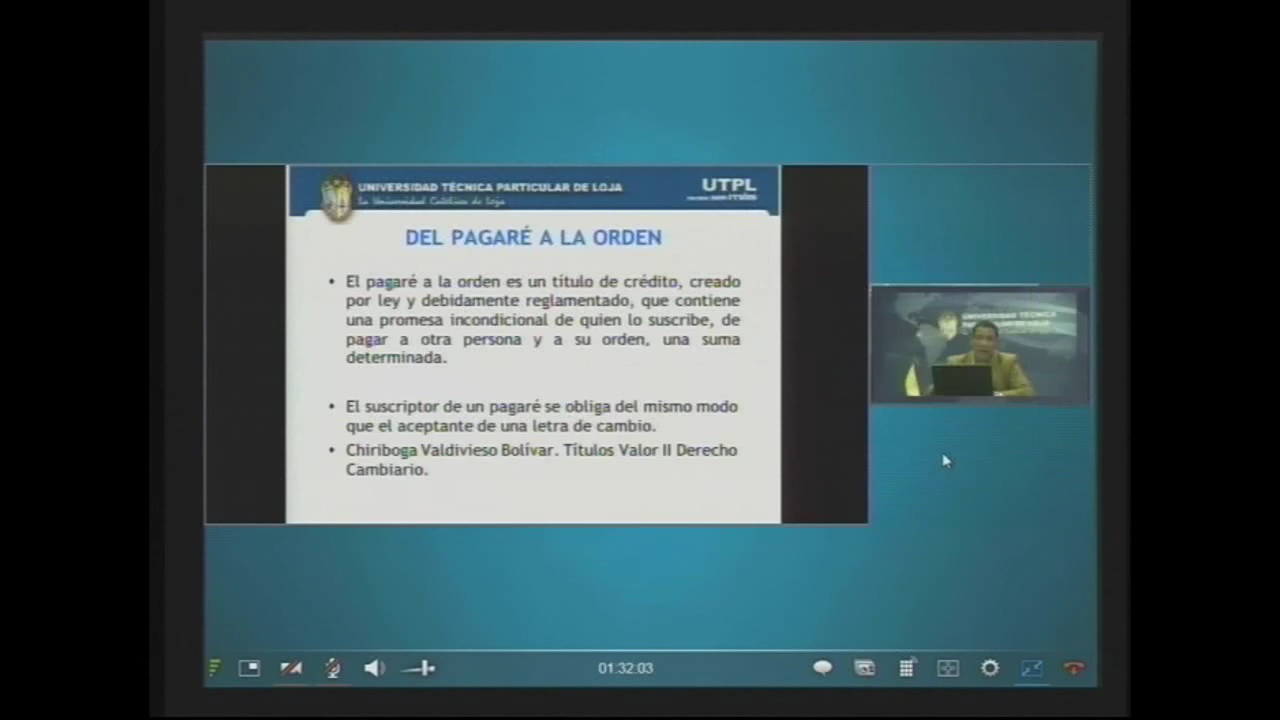 UNIVERSIDAD TÉCNICA PARTICULAR DE LOJA
La Universidad Católica de Loja
UTPL
DEL PAGARÉ A LA ORDEN
• El pagaré a la orden es un título de crédito, creado
por ley y debidamente reglamentado, que contiene
una promesa incondicional de quien lo suscribe, de
pagar a otra persona y a su orden, una suma
determinada.
• El suscriptor de un pagaré se obliga del mismo modo
que el aceptante de una letra de cambio.
• Chiriboga Valdivieso Bolívar. Títulos Valor II Derecho
Cambiario.
UNIVERSIDAD TÉCNICA
01:32:03